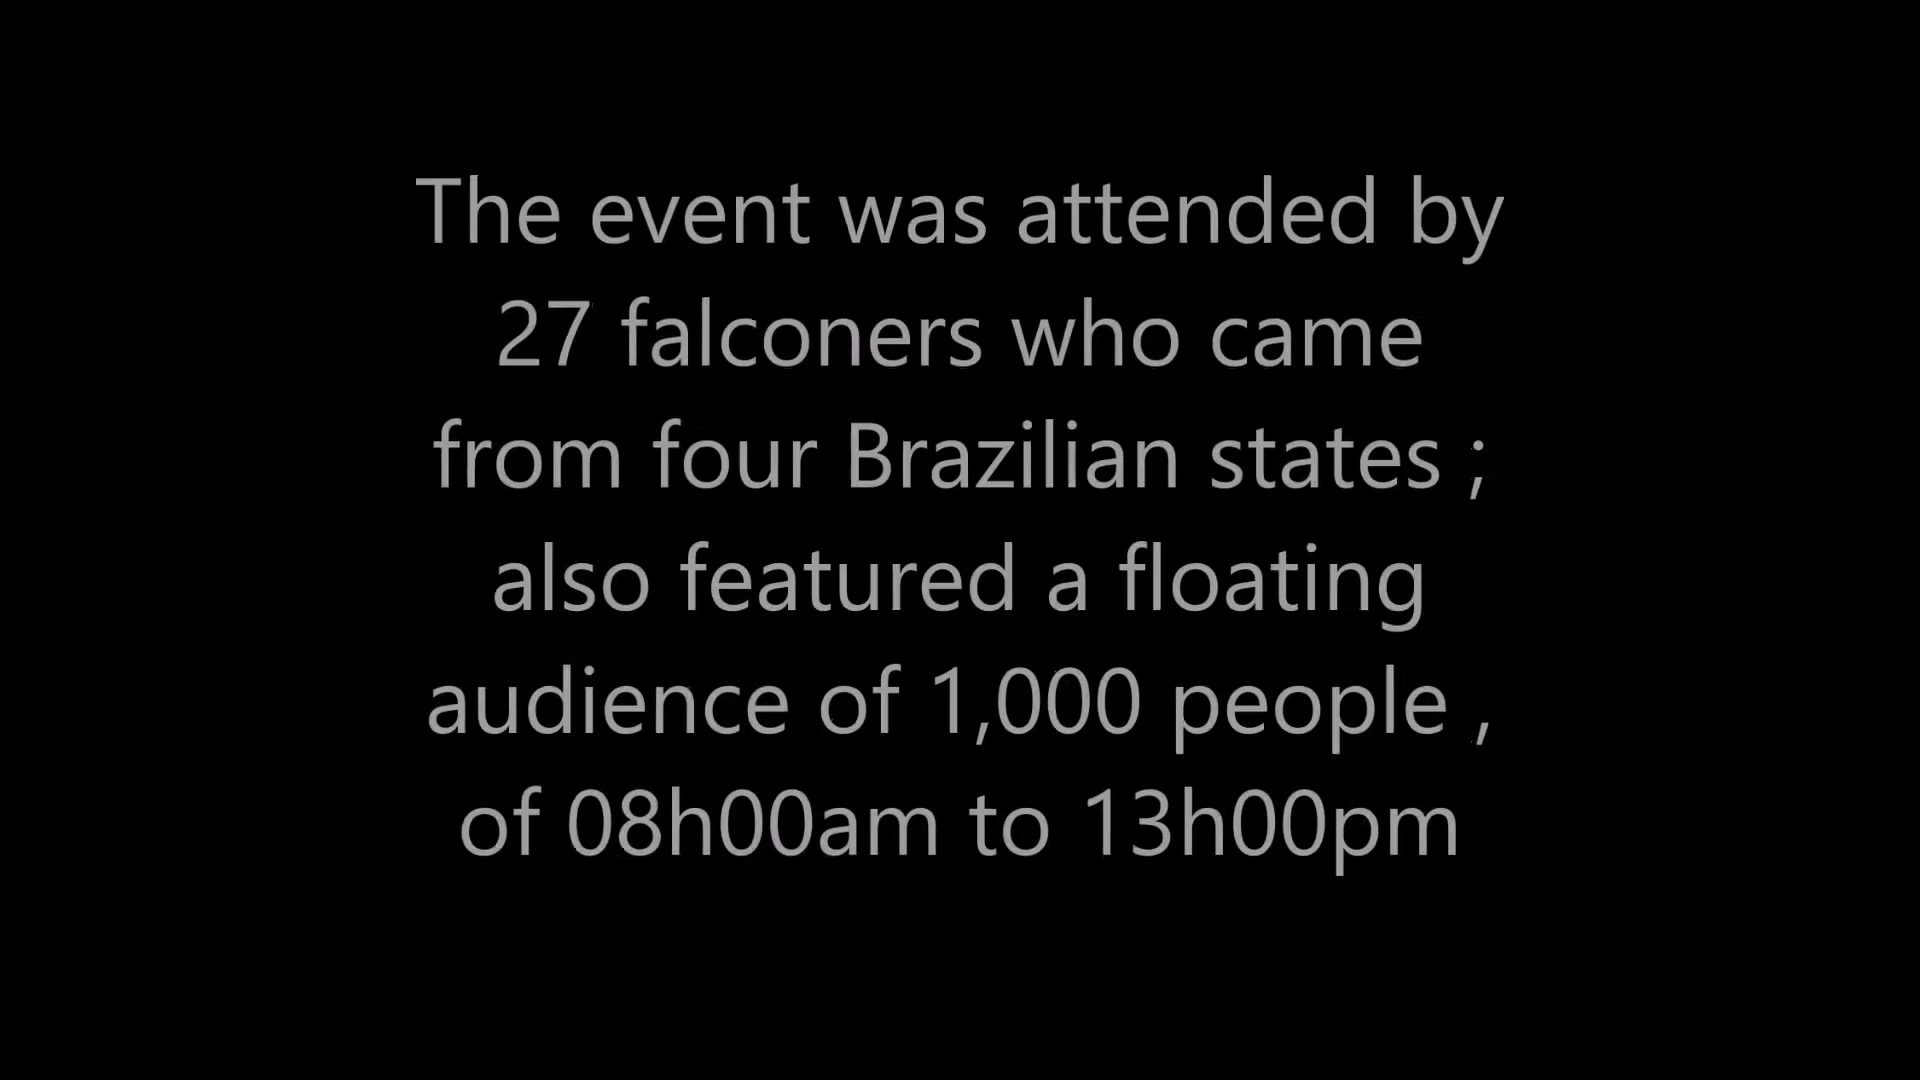 The event was attended by
27 falconers who came
from four Brazilian states ;
also featured a floating
audience of 1,000 people ,
of 08h00am to 13h00pm